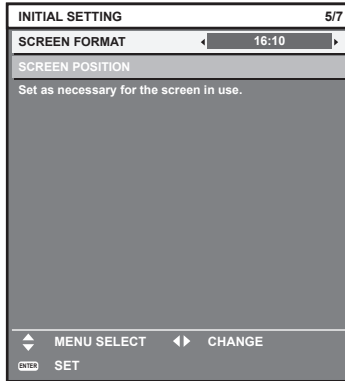 INITIAL SETTING 5/7
SCREEN FORMAT 16:10
SCREEN POSITION
Set as necessary for the screen in use.
MENU SELECT CHANGE
ENTER SET